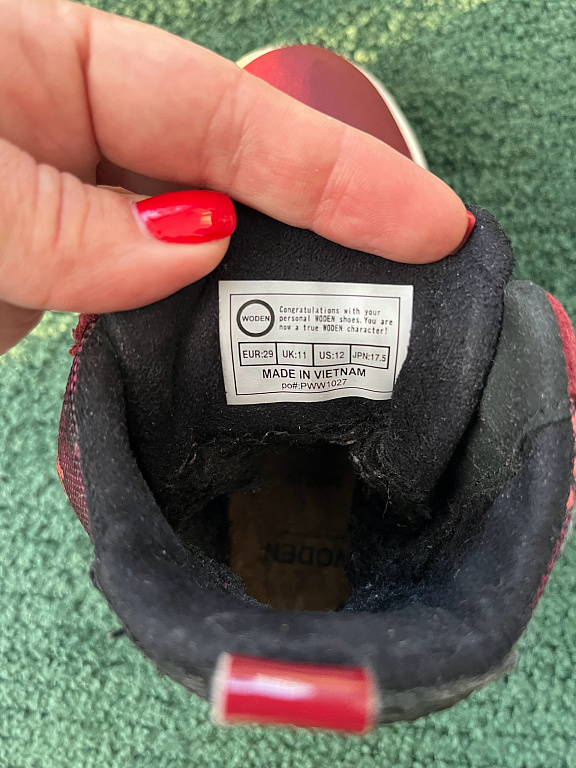 WODEN
Congratulations with your
personal WODEN shoes. You are
now a true WODEN character!
EUR:29 UK:11 US:12 JPN:17.5
MADE IN VIETNAM
po#:PWW1027
WODEN